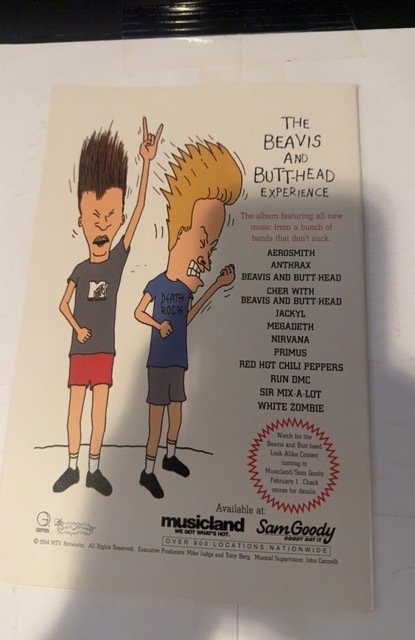 THE
BEAVIS
AND
BUTT-HEAD
EXPERIENCE
The album featuring all-new
music from a bunch of
bands that don't suck.
AEROSMITH
ANTHRAX
BEAVIS AND BUTT-HEAD
CHER WITH
BEAVIS AND BUTT-HEAD
JACKYL
MEGADETH
NIRVANA
PRIMUS
RED HOT CHILI PEPPERS
RUN DMC
SIR MIX-A-LOT
WHITE ZOMBIE
DEATH
ROCK
Watch for the
Beavis and Butt-head
Look-Alike Contest
coming to
Musicland/Sam Goody
February 1. Check
stores for details.
Available at:
musicland
WE GOT WHAT'S HOT.
SamGoody
GOODY GOT IT
OVER 900 LOCATIONS NATIONWIDE
GEFFEN
© 1994 MTV Networks. All Rights Reserved. Executive Producers: Mike Judge and Tony Berg. Musical Supervision: John Cannelli